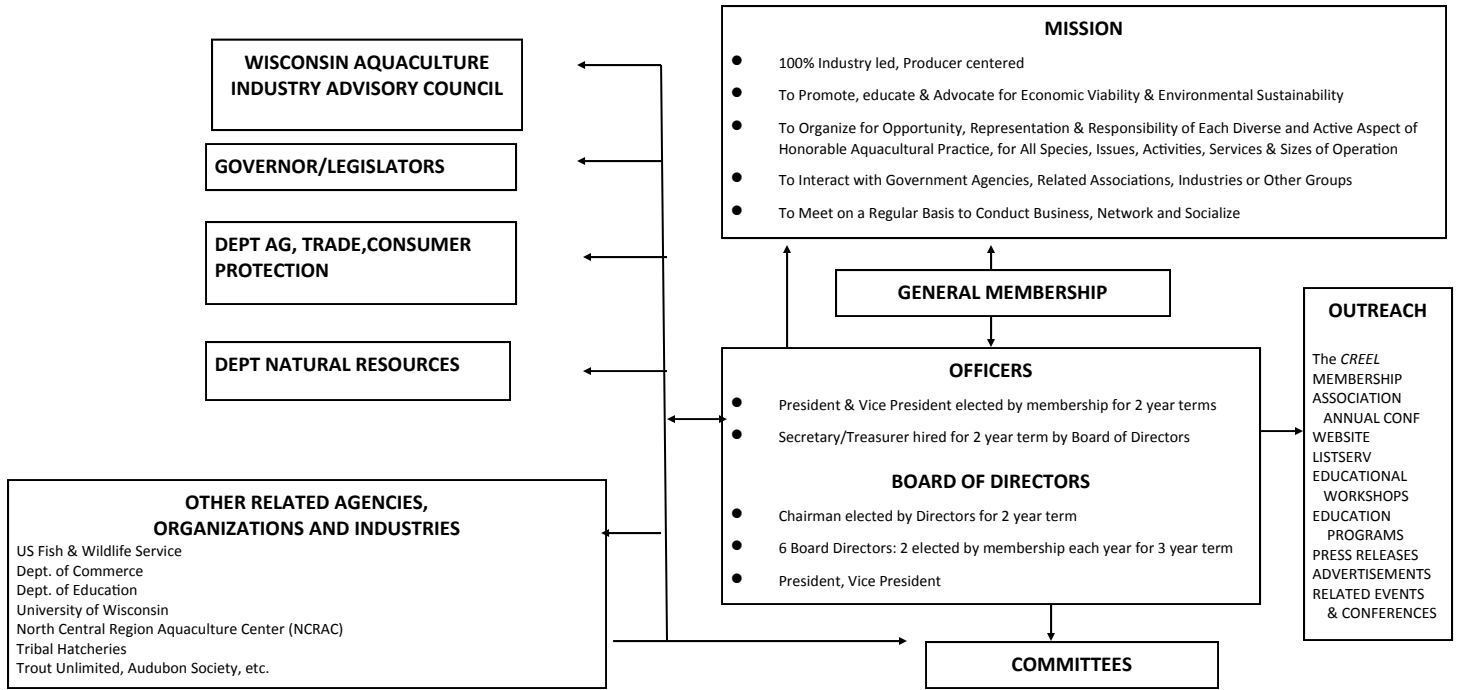 WISCONSIN AQUACULTURE
INDUSTRY ADVISORY COUNCIL
GOVERNOR/LEGISLATORS
DEPT AG, TRADE,CONSUMER
PROTECTION
DEPT NATURAL RESOURCES
OTHER RELATED AGENCIES,
ORGANIZATIONS AND INDUSTRIES
US Fish & Wildlife Service
Dept. of Commerce
Dept. of Education
University of Wisconsin
North Central Region Aquaculture Center (NCRAC)
Tribal Hatcheries
Trout Unlimited, Audubon Society, etc.
MISSION
● 100% Industry led, Producer centered
● To Promote, educate & Advocate for Economic Viability & Environmental Sustainability
● To Organize for Opportunity, Representation & Responsibility of Each Diverse and Active Aspect of
Honorable Aquacultural Practice, for All Species, Issues, Activities, Services & Sizes of Operation
● To Interact with Government Agencies, Related Associations, Industries or Other Groups
● To Meet on a Regular Basis to Conduct Business, Network and Socialize
GENERAL MEMBERSHIP
OFFICERS
● President & Vice President elected by membership for 2 year terms
● Secretary/Treasurer hired for 2 year term by Board of Directors
BOARD OF DIRECTORS
● Chairman elected by Directors for 2 year term
● 6 Board Directors: 2 elected by membership each year for 3 year term
● President, Vice President
COMMITTEES
OUTREACH
The CREEL
MEMBERSHIP
ASSOCIATION
ANNUAL CONF
WEBSITE
LISTSERV
EDUCATIONAL
WORKSHOPS
EDUCATION
PROGRAMS
PRESS RELEASES
ADVERTISEMENTS
RELATED EVENTS
& CONFERENCES